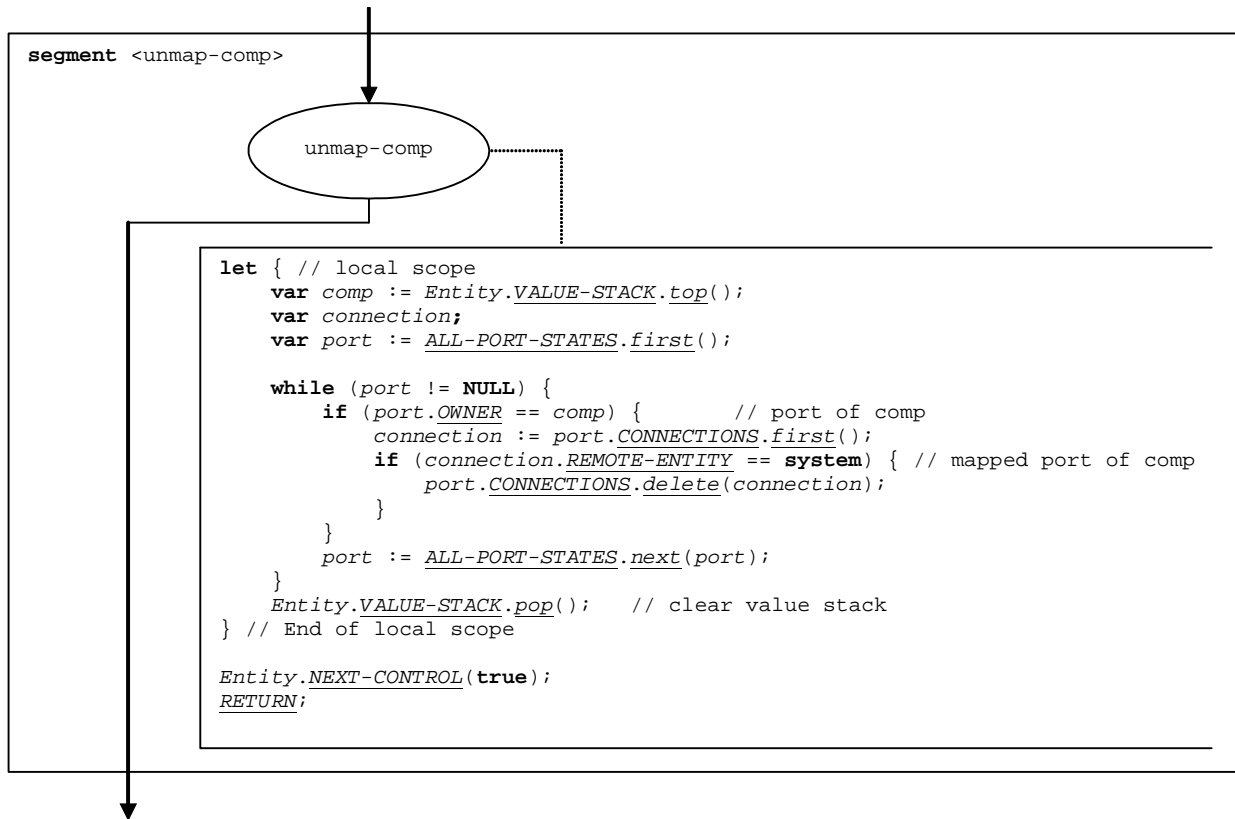 segment <unmap-comp>
unmap-comp
let { // local scope
var comp := Entity.VALUE-STACK.top();
var connection;
var port := ALL-PORT-STATES.first();
while (port != NULL) {
if (port.OWNER == comp) { // port of comp
connection := port.CONNECTIONS.first();
if (connection.REMOTE-ENTITY == system) { // mapped port of comp
port.CONNECTIONS.delete(connection);
}
}
port := ALL-PORT-STATES.next(port);
}
Entity.VALUE-STACK.pop(); // clear value stack
} // End of local scope
Entity.NEXT-CONTROL(true);
RETURN;